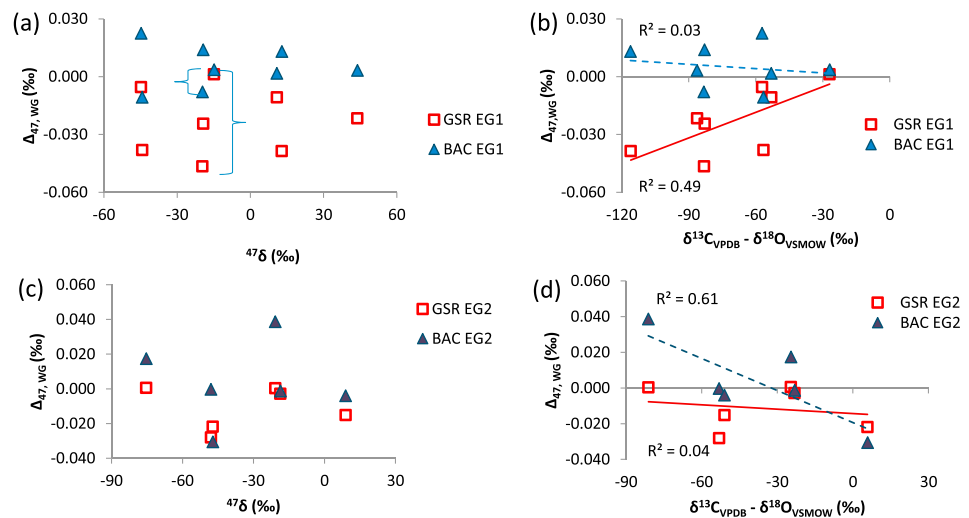 (a)
0.030
0.000
-0.030
-0.060
Δ47, WG (‰)
-60 -30 0 30 60
⁴⁷δ (‰)
GSR EG1
BAC EG1
(b)
0.030
0.000
-0.030
-0.060
Δ47,WG (‰)
R² = 0.03
R² = 0.49
GSR EG1
BAC EG1
-120 -90 -60 -30 0
δ¹³CVPDB - δ¹⁸OVSMOW (‰)
(c)
0.060
0.040
0.020
0.000
-0.020
-0.040
Δ47, WG (‰)
GSR EG2
BAC EG2
-90 -60 -30 0 30
⁴⁷δ (‰)
(d)
0.060
0.040
0.020
0.000
-0.020
-0.040
Δ47, WG (‰)
R² = 0.61
R² = 0.04
GSR EG2
BAC EG2
-90 -60 -30 0 30
δ¹³CVPDB - δ¹⁸OVSMOW (‰)